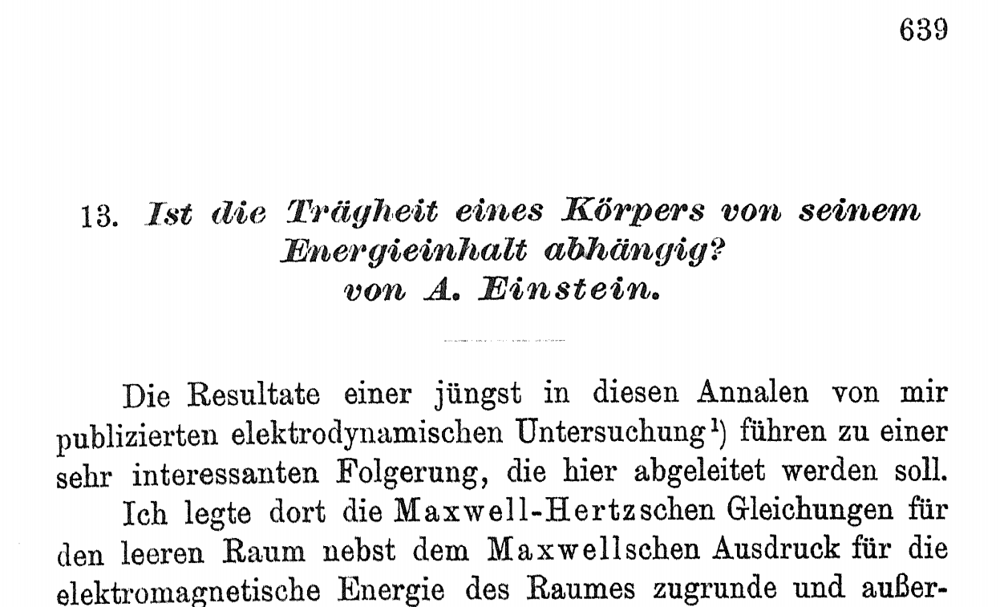 639
13. Ist die Trägheit eines Körpers von seinem
Energieinhalt abhängig?
von A. Einstein.
Die Resultate einer jüngst in diesen Annalen von mir
publizierten elektrodynamischen Untersuchung¹) führen zu einer
sehr interessanten Folgerung, die hier abgeleitet werden soll.
Ich legte dort die Maxwell-Hertzschen Gleichungen für
den leeren Raum nebst dem Maxwellschen Ausdruck für die
elektromagnetische Energie des Raumes zugrunde und außer-